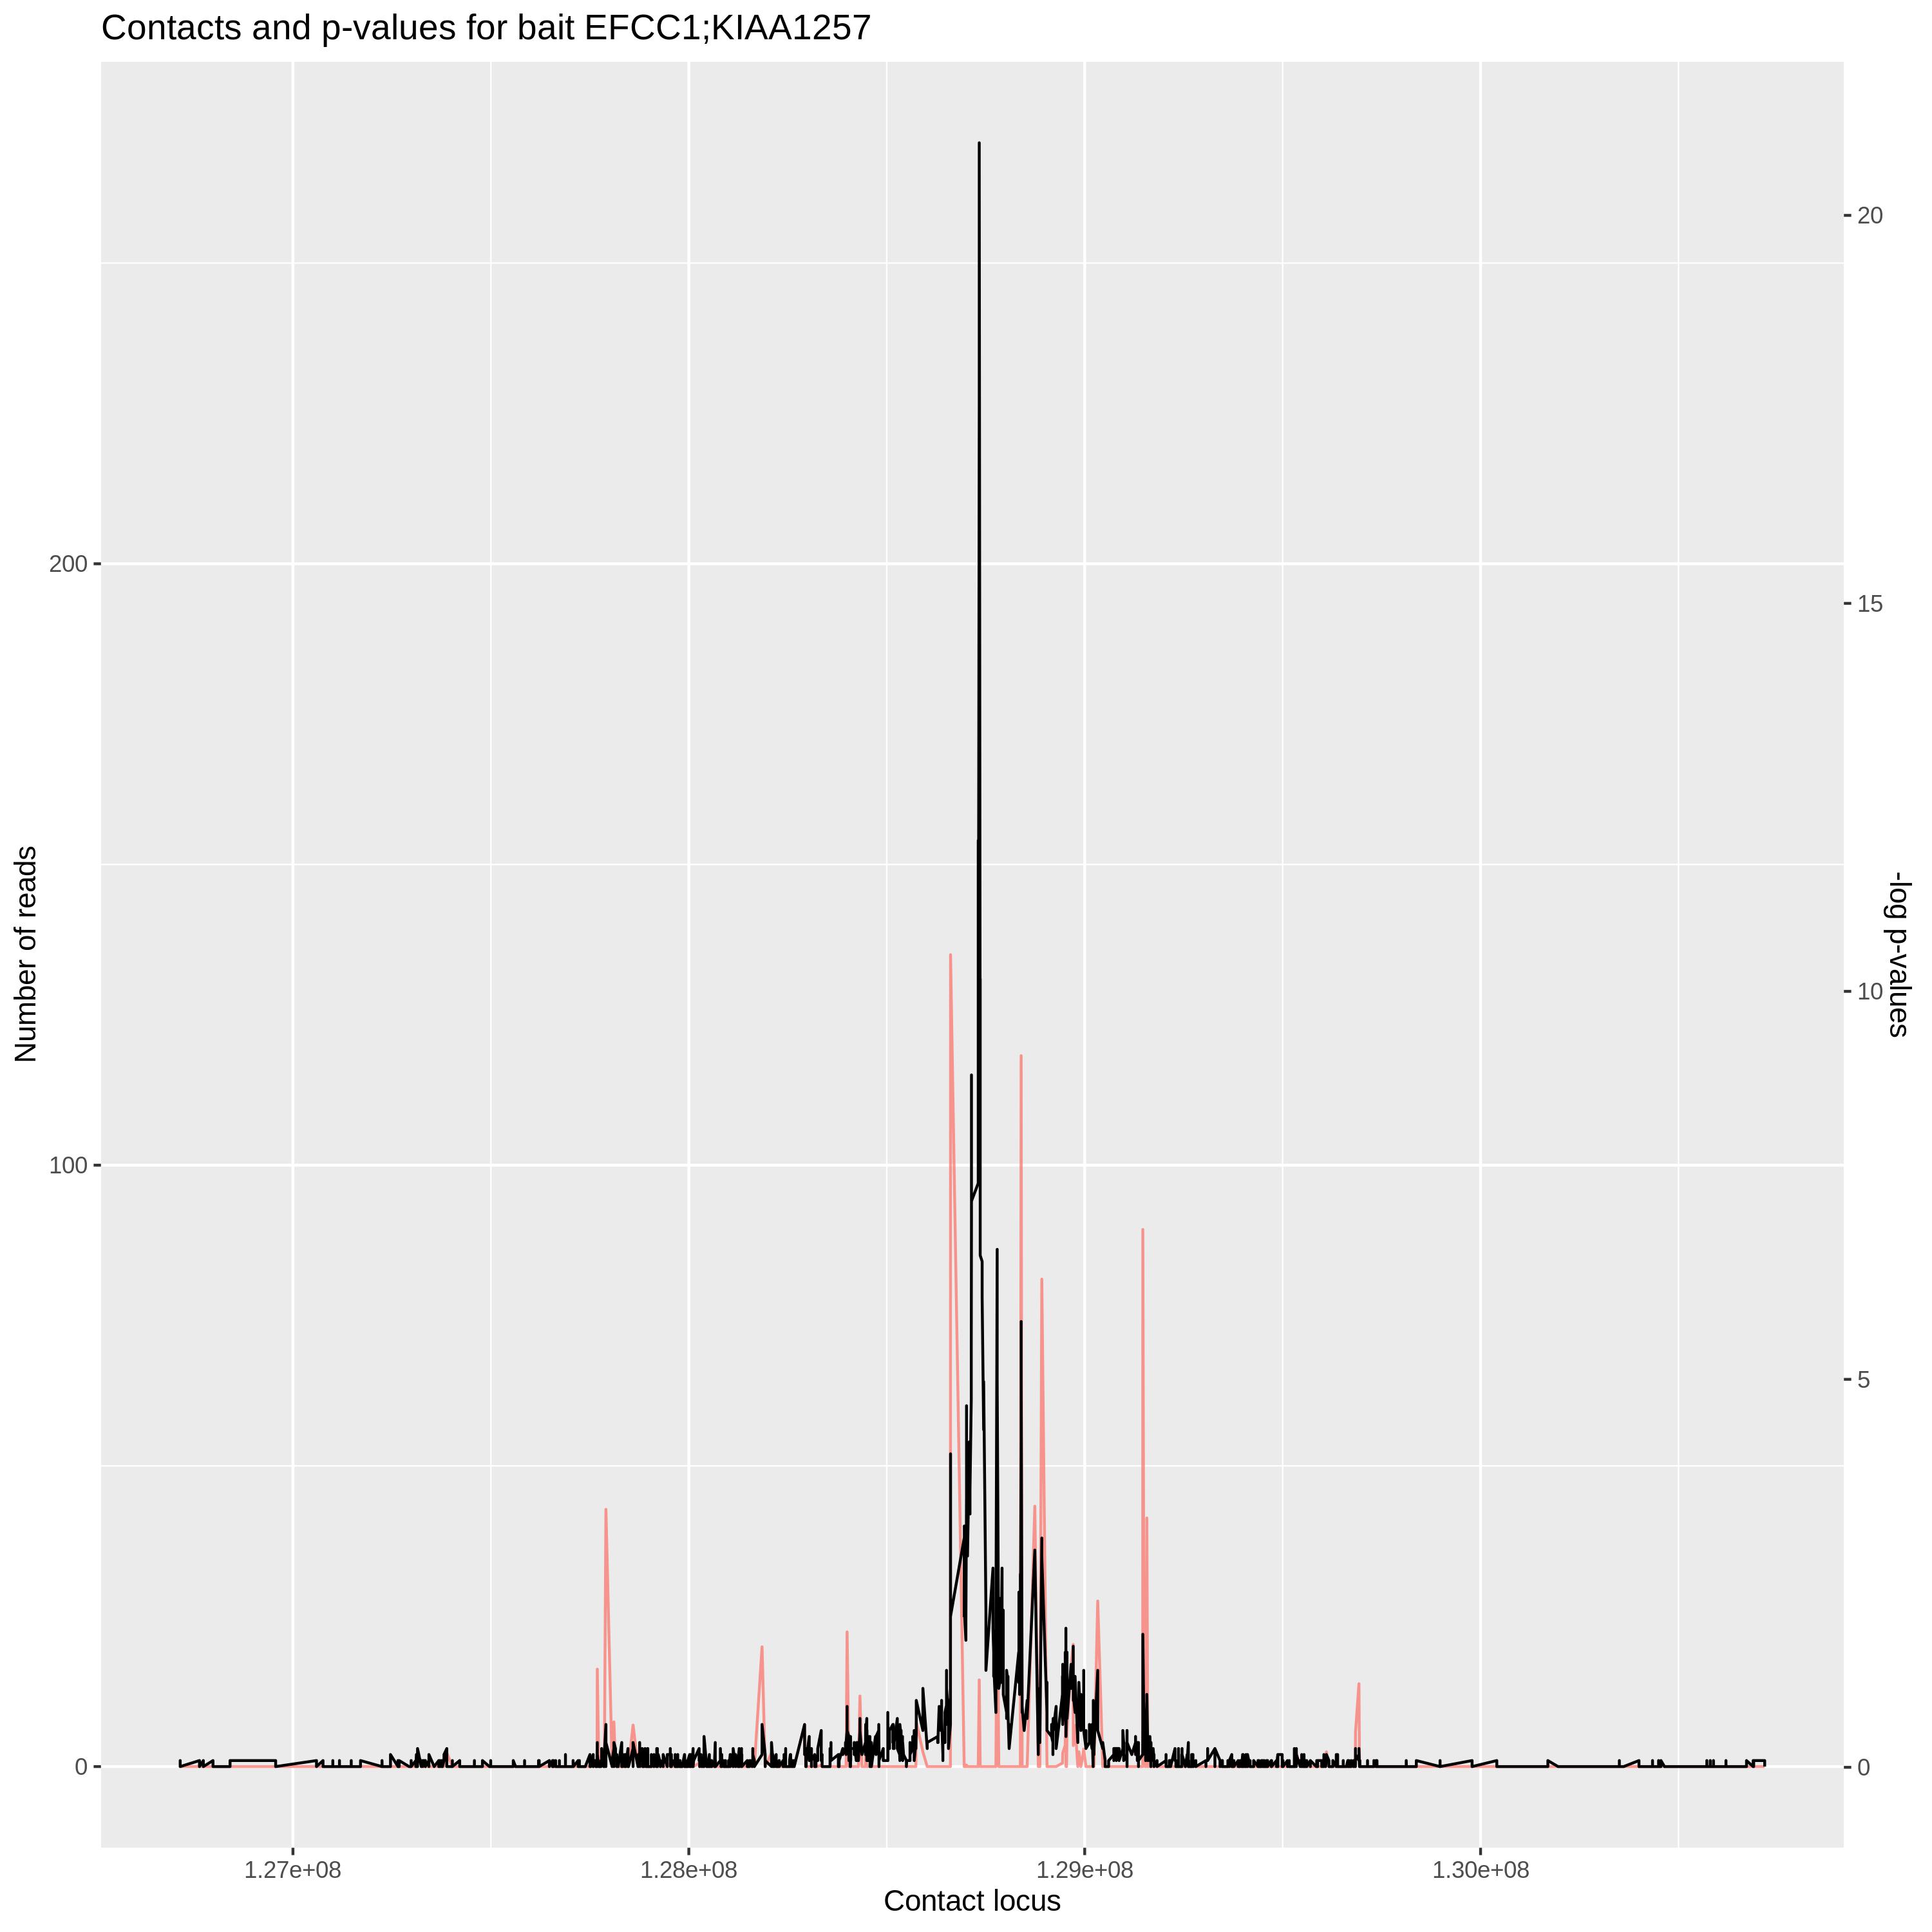 Contacts and p-values for bait EFCC1;KIAA1257
Number of reads
200
100
0
20
15
10
5
0
-log p-values
1.27e+08
1.28e+08
1.29e+08
1.30e+08
Contact locus